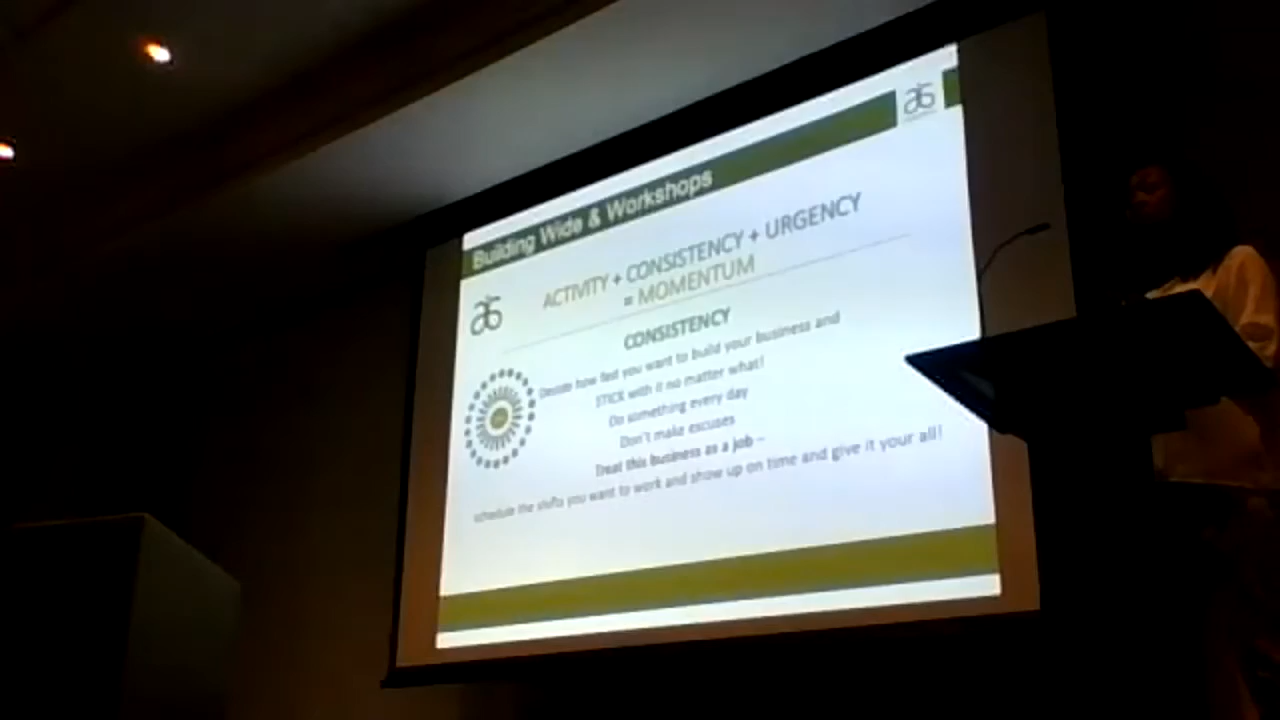 Building Wide & Workshops
ACTIVITY + CONSISTENCY + URGENCY
= MOMENTUM
CONSISTENCY
Decide how fast you want to build your business and
STICK with it no matter what!
Do something every day
Don't make excuses
Treat this business as a job –
schedule the shifts you want to work and show up on time and give it your all!